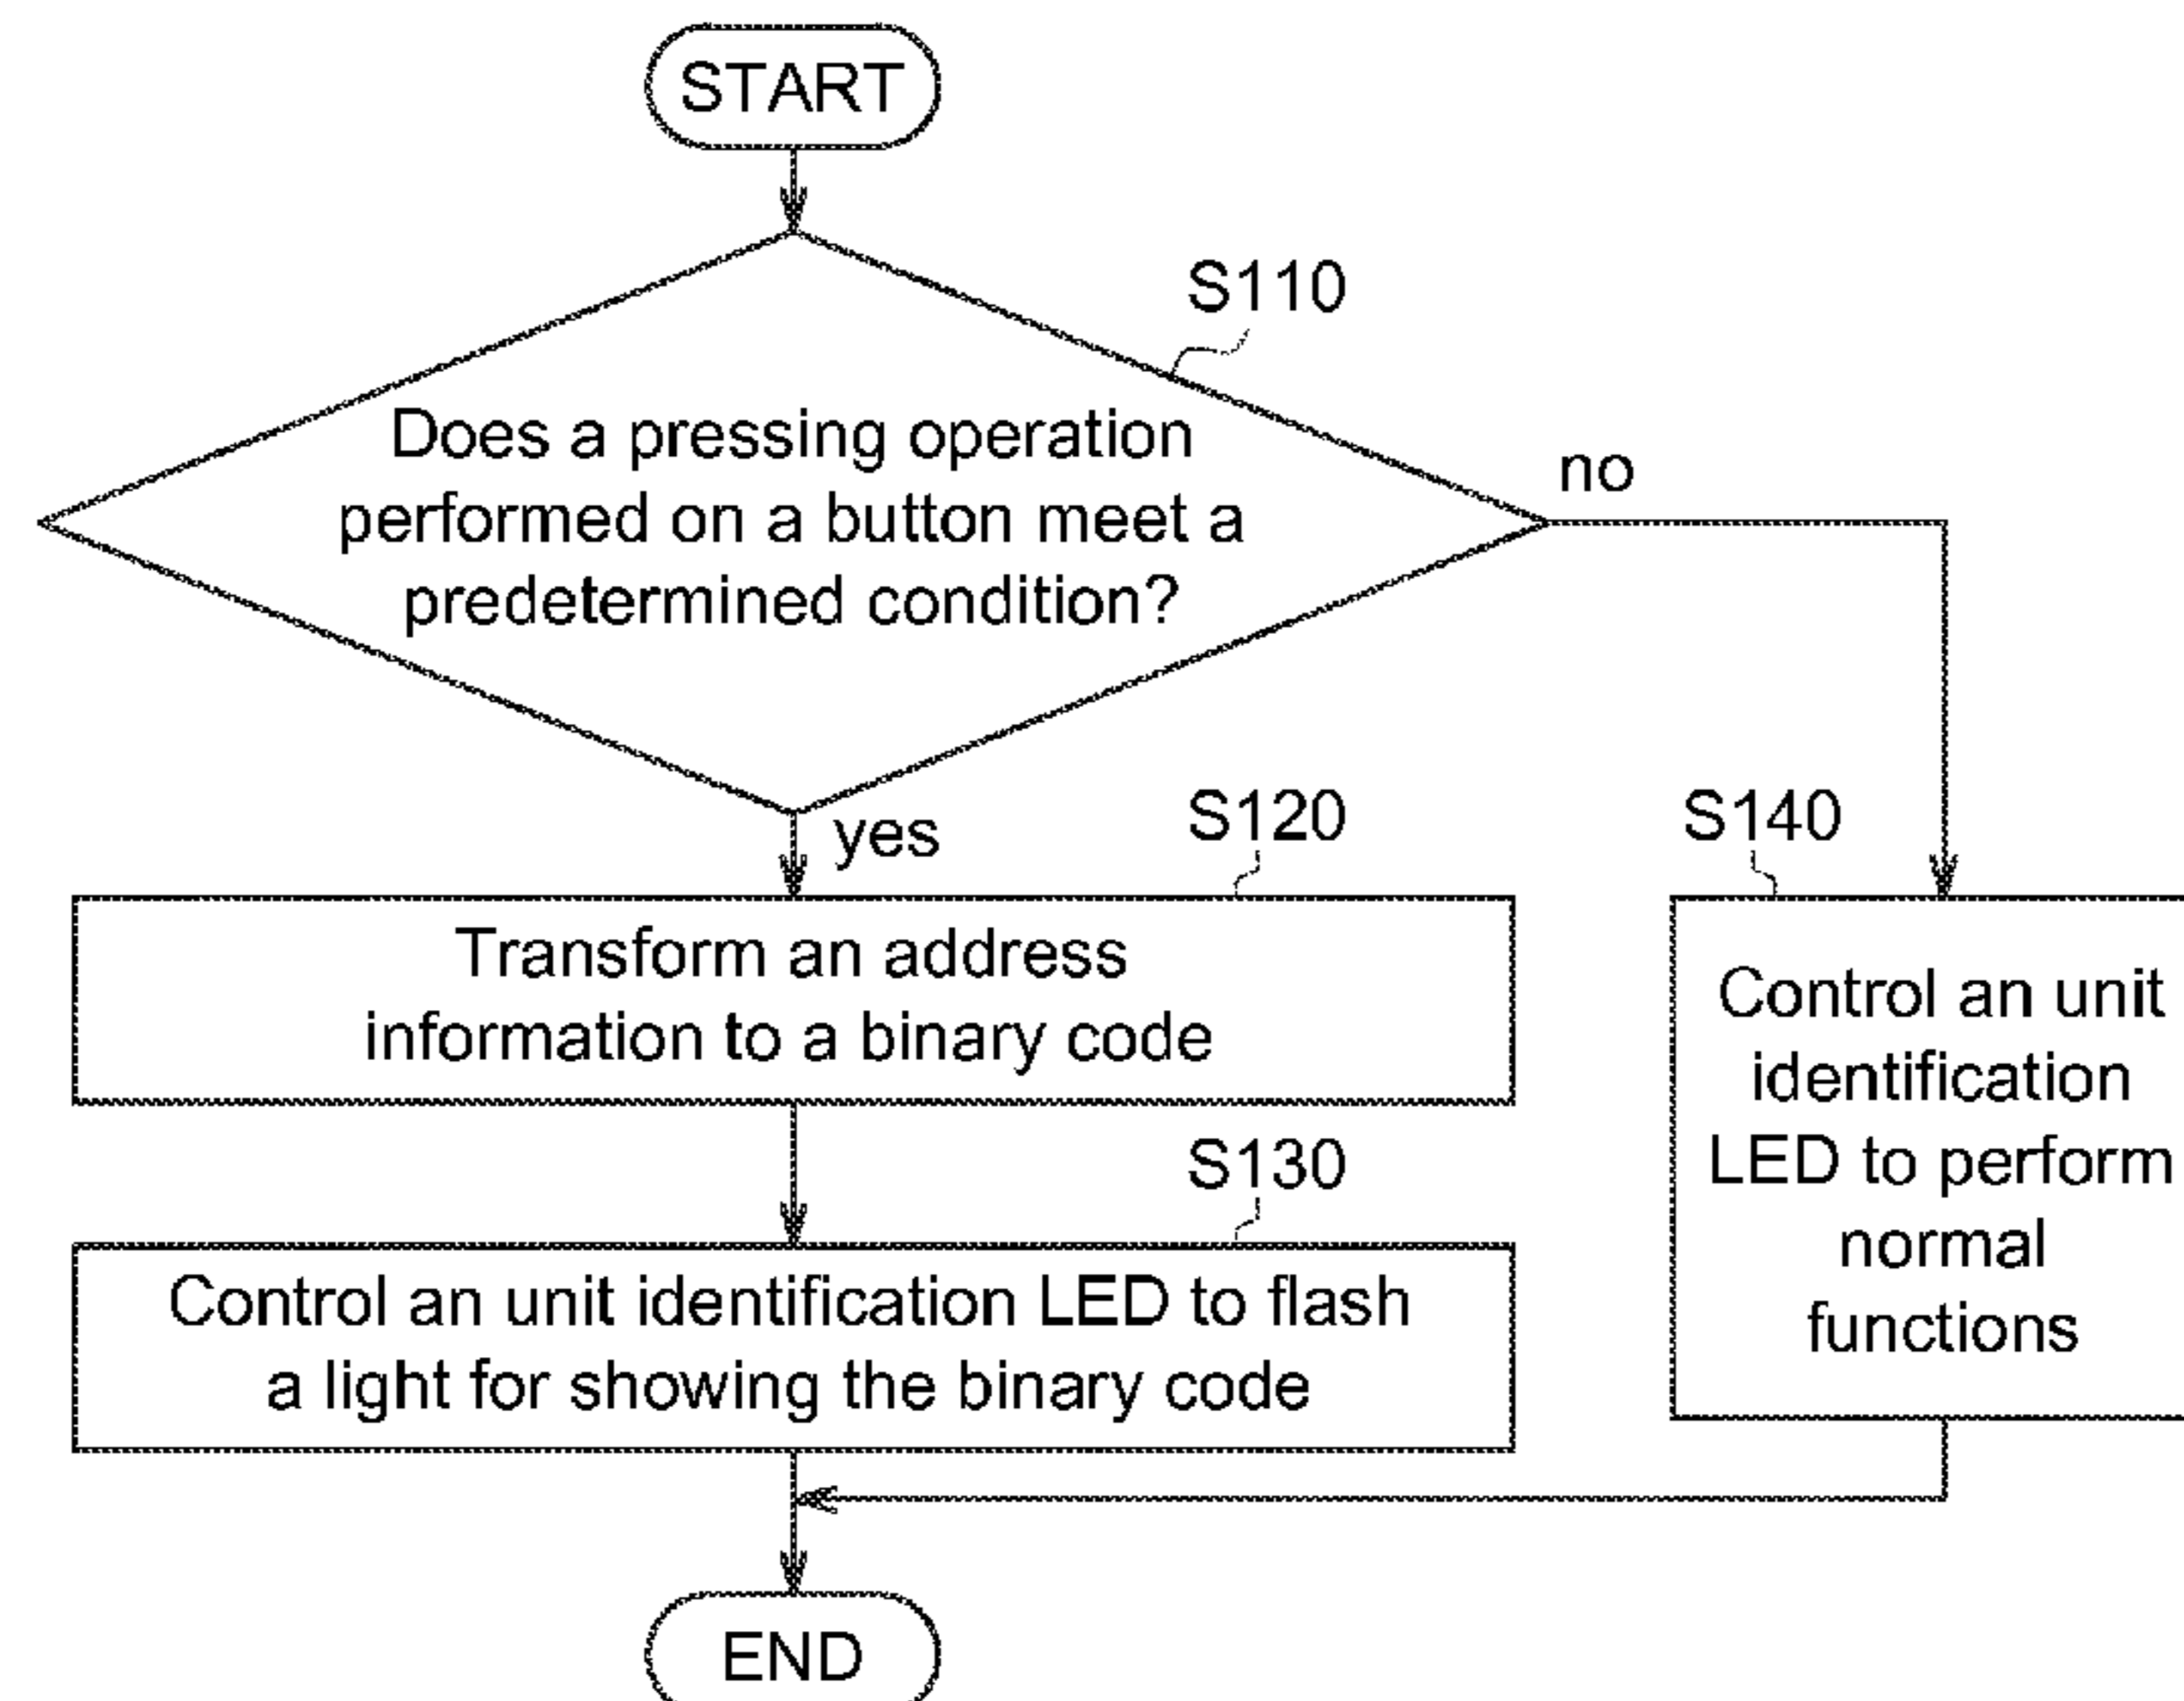 START
S110
Does a pressing operation
performed on a button meet a
predetermined condition?
no
yes
S120
Transform an address
information to a binary code
S130
Control an unit identification LED to flash
a light for showing the binary code
S140
Control an unit
identification
LED to perform
normal
functions
END